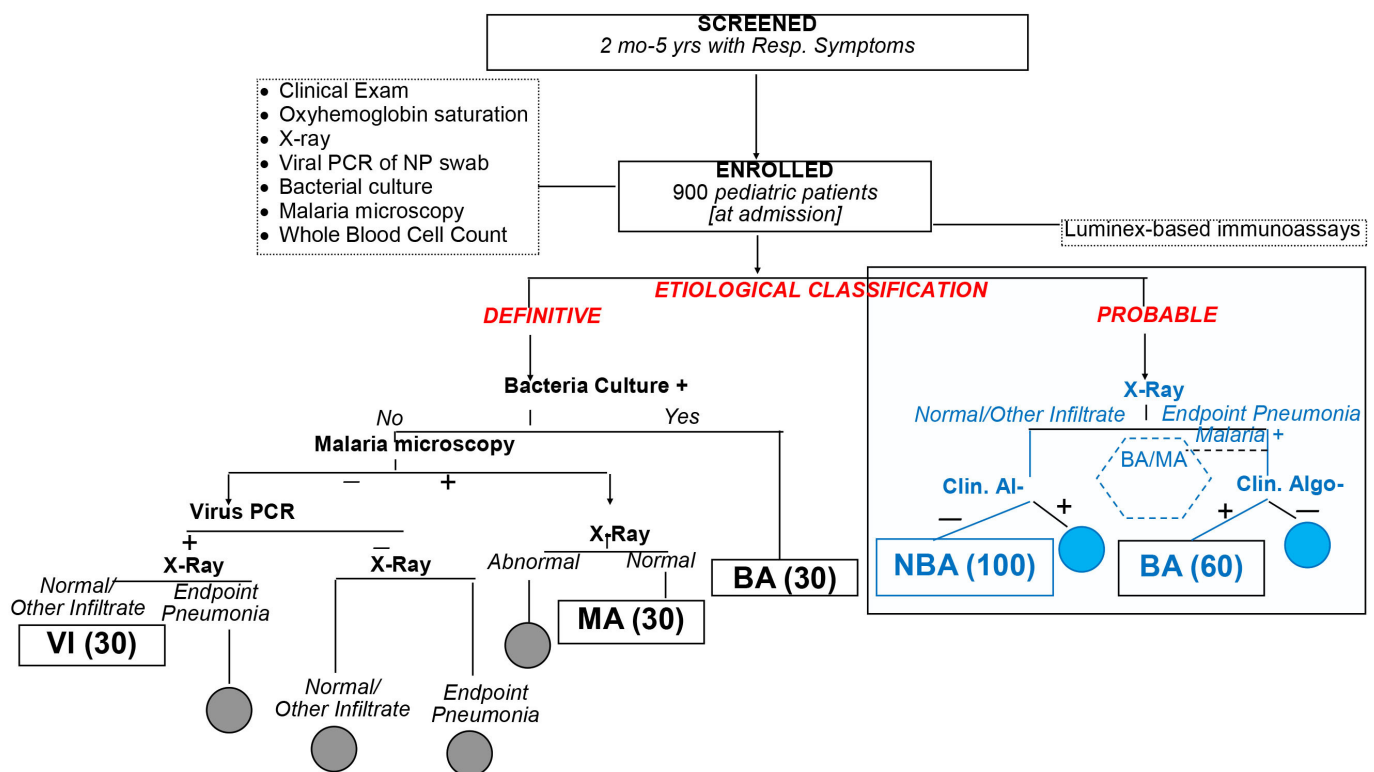 SCREENED
2 mo-5 yrs with Resp. Symptoms
• Clinical Exam
• Oxyhemoglobin saturation
• X-ray
• Viral PCR of NP swab
• Bacterial culture
• Malaria microscopy
• Whole Blood Cell Count
ENROLLED
900 pediatric patients
[at admission]
Luminex-based immunoassays
ETIOLOGICAL CLASSIFICATION
DEFINITIVE
PROBABLE
Bacteria Culture +
No
Yes
Malaria microscopy
—
+
Virus PCR
+
—
X-Ray
Normal/
Other Infiltrate
Endpoint
Pneumonia
VI (30)
X-Ray
Normal/
Other Infiltrate
Endpoint
Pneumonia
X-Ray
Abnormal
Normal
MA (30)
BA (30)
X-Ray
Normal/Other Infiltrate
Endpoint Pneumonia
Malaria +
BA/MA
Clin. Al-
—
+
NBA (100)
Clin. Algo-
+
—
BA (60)